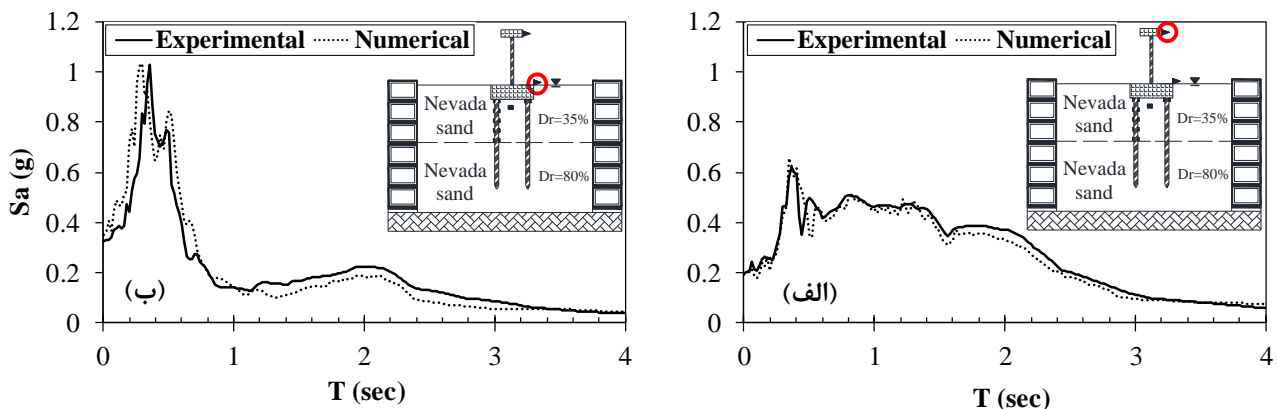 1.2
1
0.8
0.6
0.4
0.2
0
Sa (g)
Experimental
Numerical
Nevada
sand
Dr=35%
Nevada
sand
Dr=80%
(ب)
0
1
2
3
4
T (sec)
1.2
1
0.8
0.6
0.4
0.2
0
Experimental
Numerical
Nevada
sand
Dr=35%
Nevada
sand
Dr=80%
(الف)
0
1
2
3
4
T (sec)